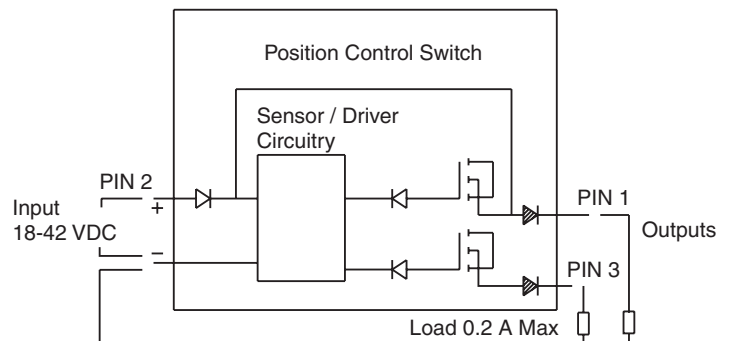 Position Control Switch
Sensor / Driver
Circuitry
PIN 2
+
Input
18-42 VDC
–
PIN 1
Outputs
PIN 3
Load 0.2 A Max